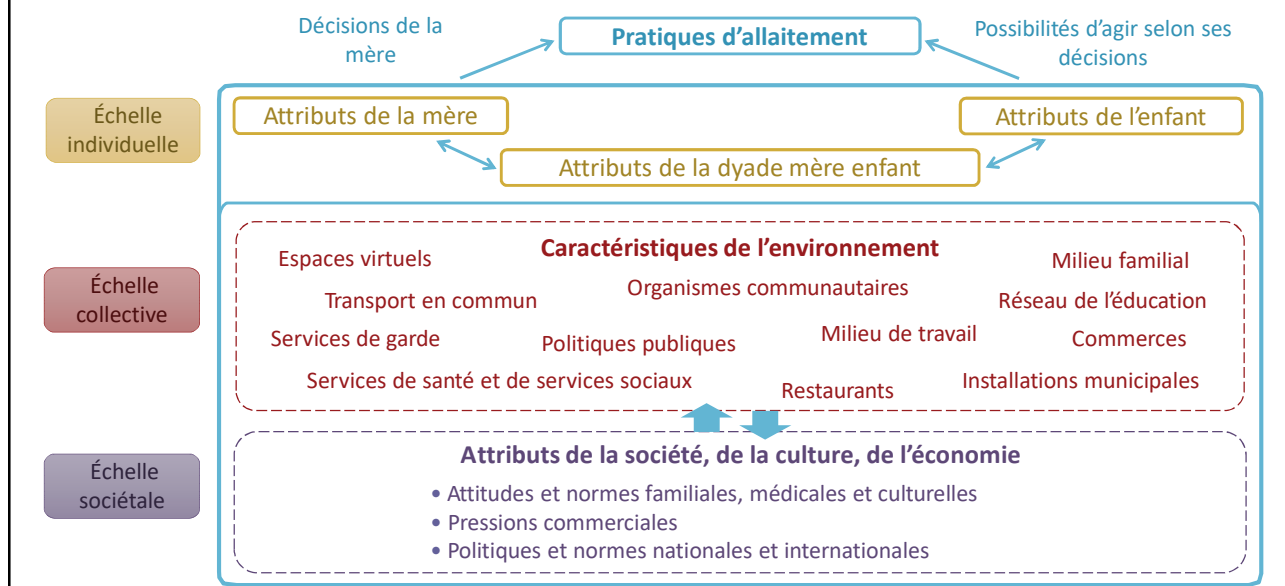 Décisions de la
mère
Pratiques d’allaitement
Possibilités d’agir selon ses
décisions
Échelle
individuelle
Attributs de la mère
Attributs de l’enfant
Attributs de la dyade mère enfant
Échelle
collective
Caractéristiques de l’environnement
Espaces virtuels
Milieu familial
Transport en commun
Organismes communautaires
Réseau de l’éducation
Services de garde
Politiques publiques
Milieu de travail
Commerces
Services de santé et de services sociaux
Restaurants
Installations municipales
Échelle
sociétale
Attributs de la société, de la culture, de l’économie
• Attitudes et normes familiales, médicales et culturelles
• Pressions commerciales
• Politiques et normes nationales et internationales